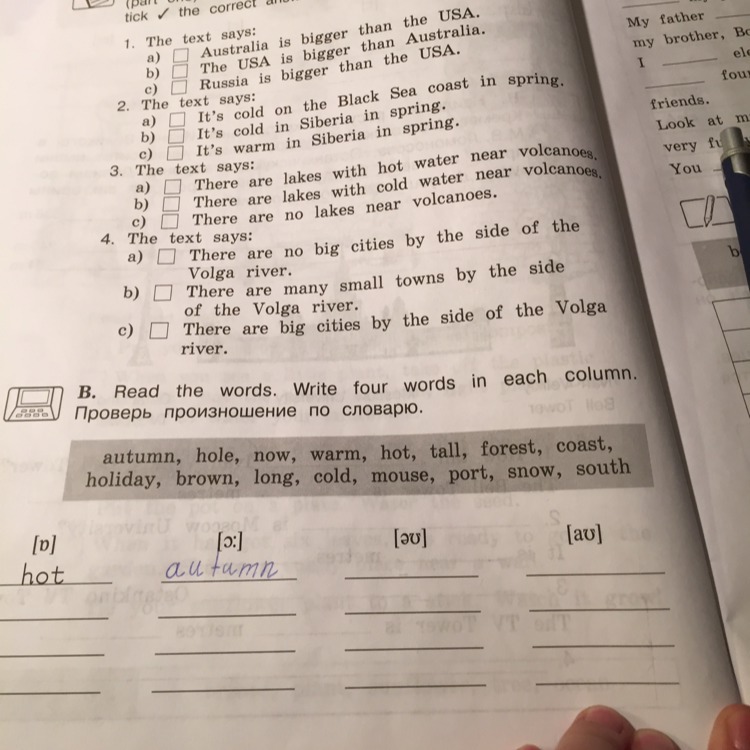 tick ✓ the correct
1. The text says:
a) Australia is bigger than the USA.
b) The USA is bigger than Australia.
c) Russia is bigger than the USA.
2. The text says:
a) It's cold on the Black Sea coast in spring.
b) It's cold in Siberia in spring.
c) It's warm in Siberia in spring.
3. The text says:
a) There are lakes with hot water near volcanoes.
b) There are lakes with cold water near volcanoes.
c) There are no lakes near volcanoes.
4. The text says:
a) There are no big cities by the side of the
Volga river.
b) There are many small towns by the side
of the Volga river.
c) There are big cities by the side of the Volga
river.
B. Read the words. Write four words in each column.
Проверь произношение по словарю.
autumn, hole, now, warm, hot, tall, forest, coast,
holiday, brown, long, cold, mouse, port, snow, south
[ɒ] [ɔː] [əʊ] [aʊ]
hot autumn
My father
my brother,
I
friends.
Look at
very
You